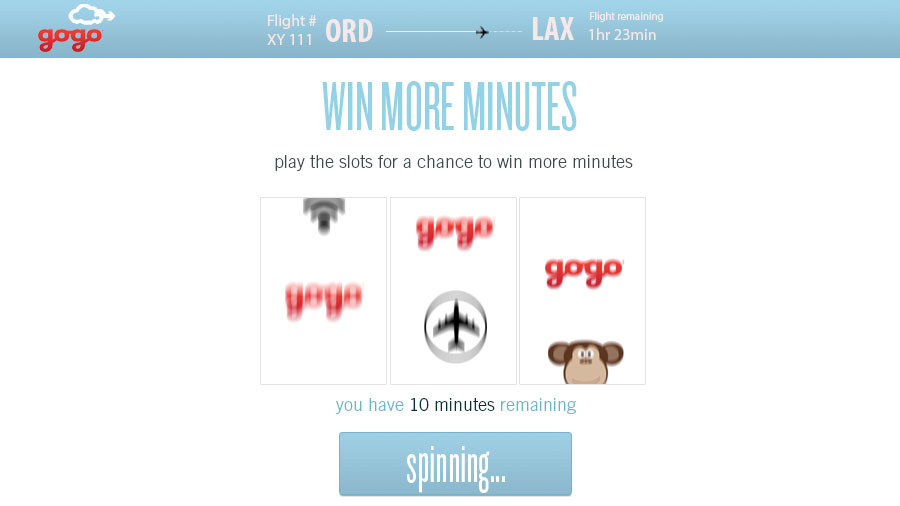 gogo
Flight #
XY 111
ORD
LAX
Flight remaining
1hr 23min
WIN MORE MINUTES
play the slots for a chance to win more minutes
gogo
gogo
gogo
you have 10 minutes remaining
spinning...